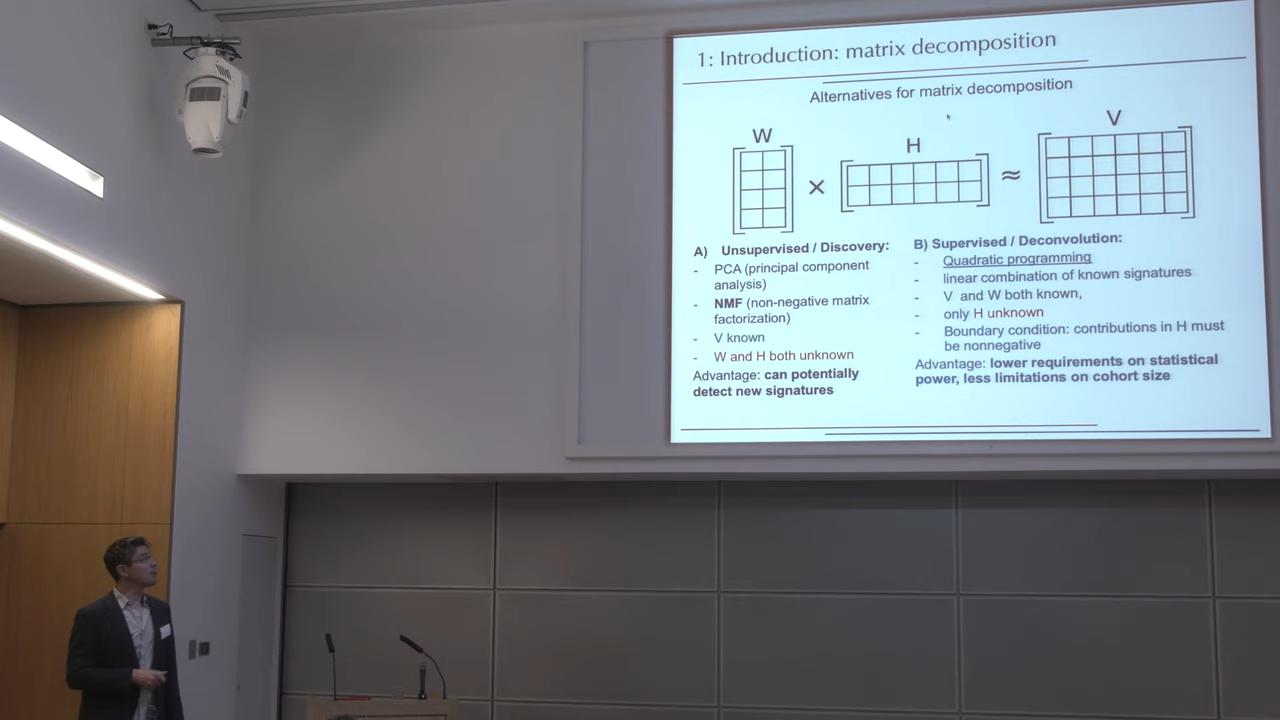 1: Introduction: matrix decomposition
Alternatives for matrix decomposition
W
×
H
≈
V
A) Unsupervised / Discovery:
- PCA (principal component
analysis)
- NMF (non-negative matrix
factorization)
- V known
- W and H both unknown
Advantage: can potentially
detect new signatures
B) Supervised / Deconvolution:
- Quadratic programming
- linear combination of known signatures
- V and W both known,
- only H unknown
- Boundary condition: contributions in H must
be nonnegative
Advantage: lower requirements on statistical
power, less limitations on cohort size